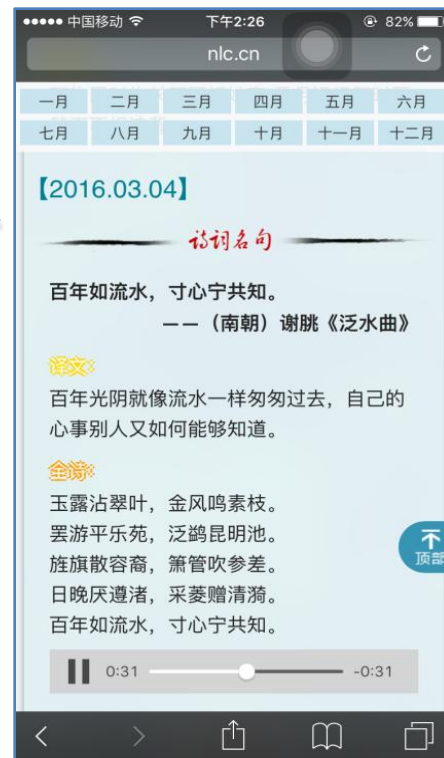 中国移动 下午2:26 82%
nlc.cn
一月 二月 三月 四月 五月 六月
七月 八月 九月 十月 十一月 十二月
【2016.03.04】
诗词名句
百年如流水，寸心宁共知。
——（南朝）谢朓《泛水曲》
译文:
百年光阴就像流水一样匆匆过去，自己的
心事别人又如何能够知道。
全诗:
玉露沾翠叶，金风鸣素枝。
罢游平乐苑，泛鹢昆明池。
旌旗散容裔，箫管吹参差。
日晚厌遵渚，采菱赠清漪。
百年如流水，寸心宁共知。
顶部
0:31 -0:31